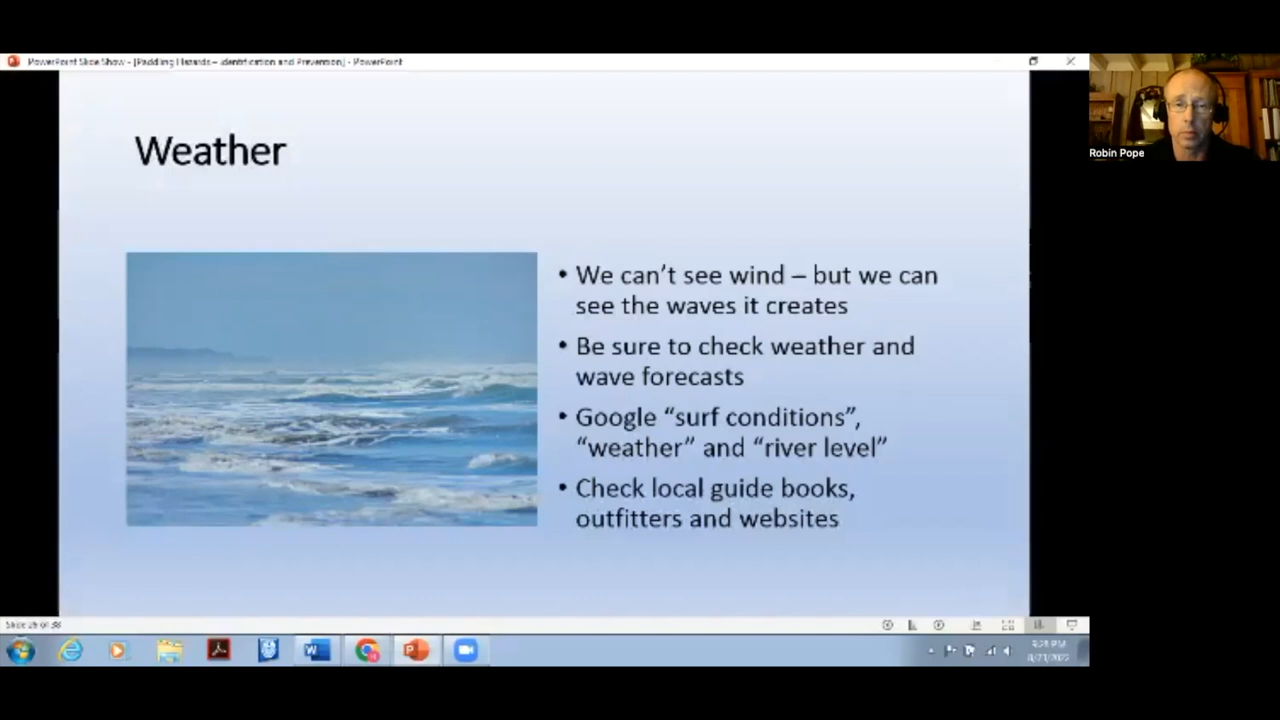 PowerPoint Slide Show - [Paddling Hazards – Identification and Prevention] - PowerPoint
Robin Pope
Weather
• We can’t see wind – but we can
see the waves it creates
• Be sure to check weather and
wave forecasts
• Google “surf conditions”,
“weather” and “river level”
• Check local guide books,
outfitters and websites